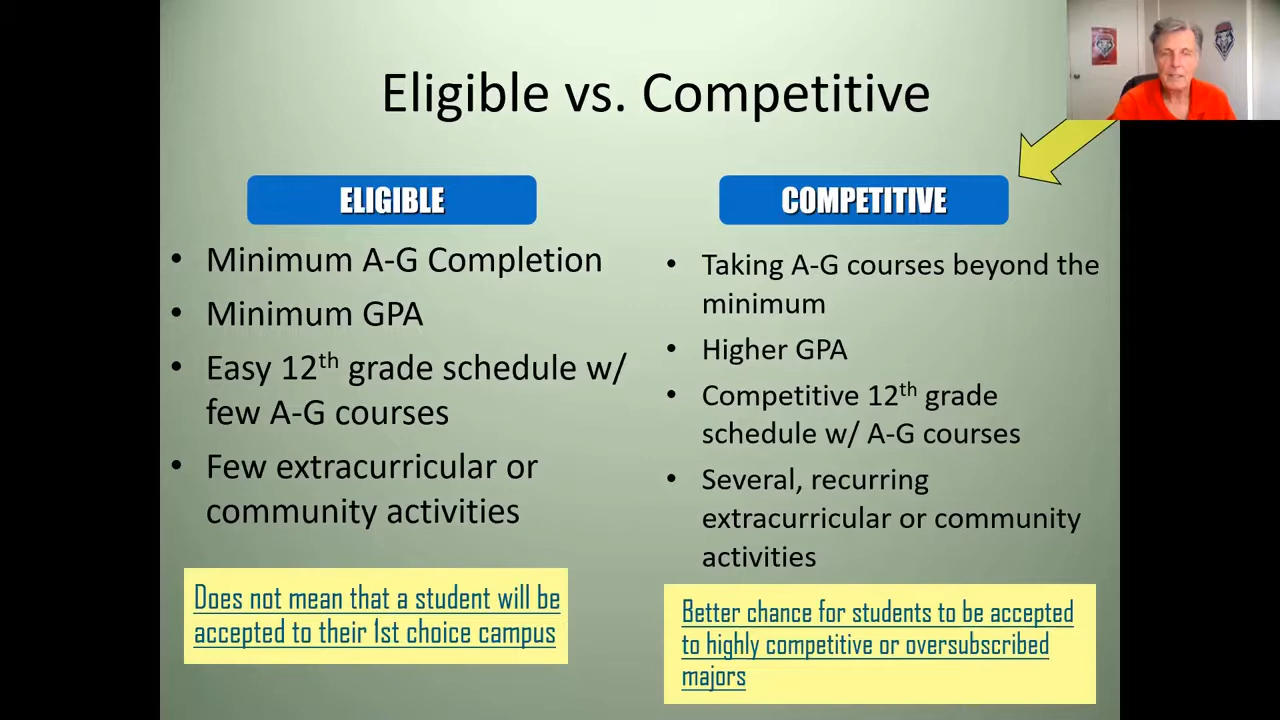 Eligible vs. Competitive
ELIGIBLE
• Minimum A-G Completion
• Minimum GPA
• Easy 12th grade schedule w/
few A-G courses
• Few extracurricular or
community activities
Does not mean that a student will be
accepted to their 1st choice campus
COMPETITIVE
• Taking A-G courses beyond the
minimum
• Higher GPA
• Competitive 12th grade
schedule w/ A-G courses
• Several, recurring
extracurricular or community
activities
Better chance for students to be accepted
to highly competitive or oversubscribed
majors